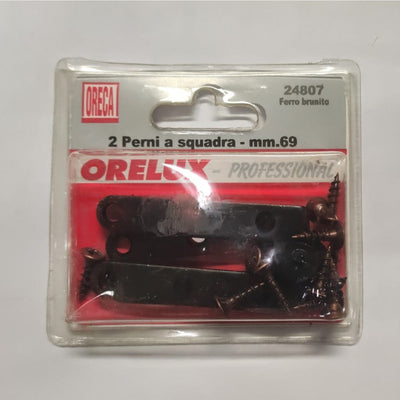 ORECA
24807
Ferro brunito
2 Perni a squadra - mm.69
ORELUX - PROFESSIONAL